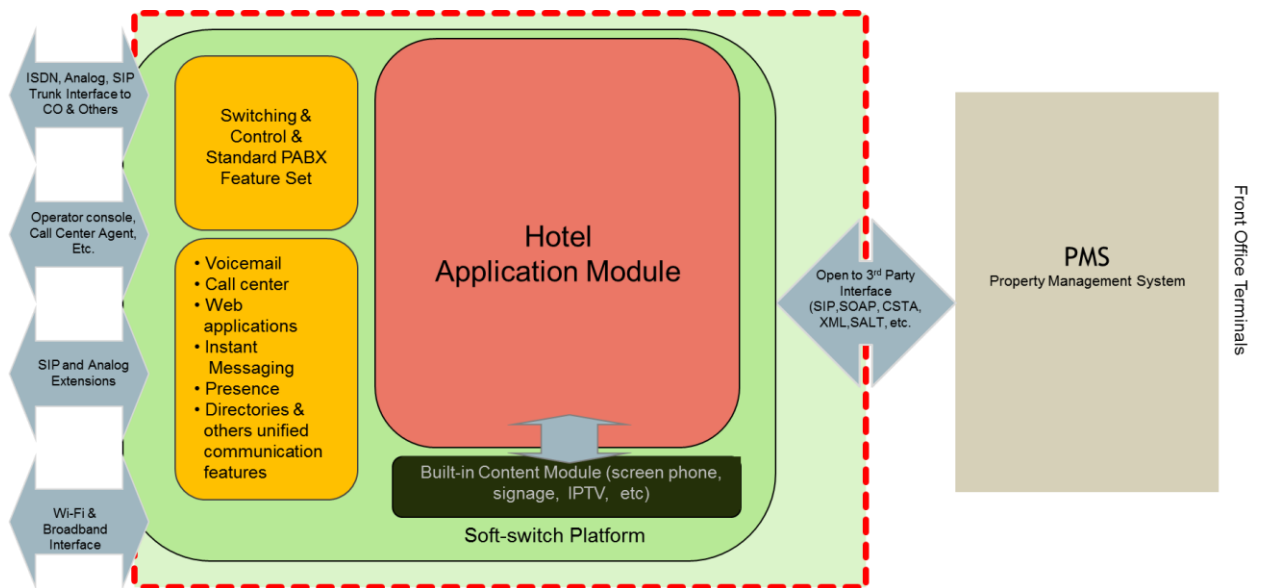 ISDN, Analog, SIP
Trunk Interface to
CO & Others
Operator console,
Call Center Agent,
Etc.
SIP and Analog
Extensions
Wi-Fi &
Broadband
Interface
Switching &
Control &
Standard PABX
Feature Set
• Voicemail
• Call center
• Web
applications
• Instant
Messaging
• Presence
• Directories &
others unified
communication
features
Hotel
Application Module
Built-in Content Module (screen phone,
signage, IPTV, etc)
Soft-switch Platform
Open to 3rd Party
Interface
(SIP,SOAP, CSTA,
XML,SALT, etc.
PMS
Property Management System
Front Office Terminals